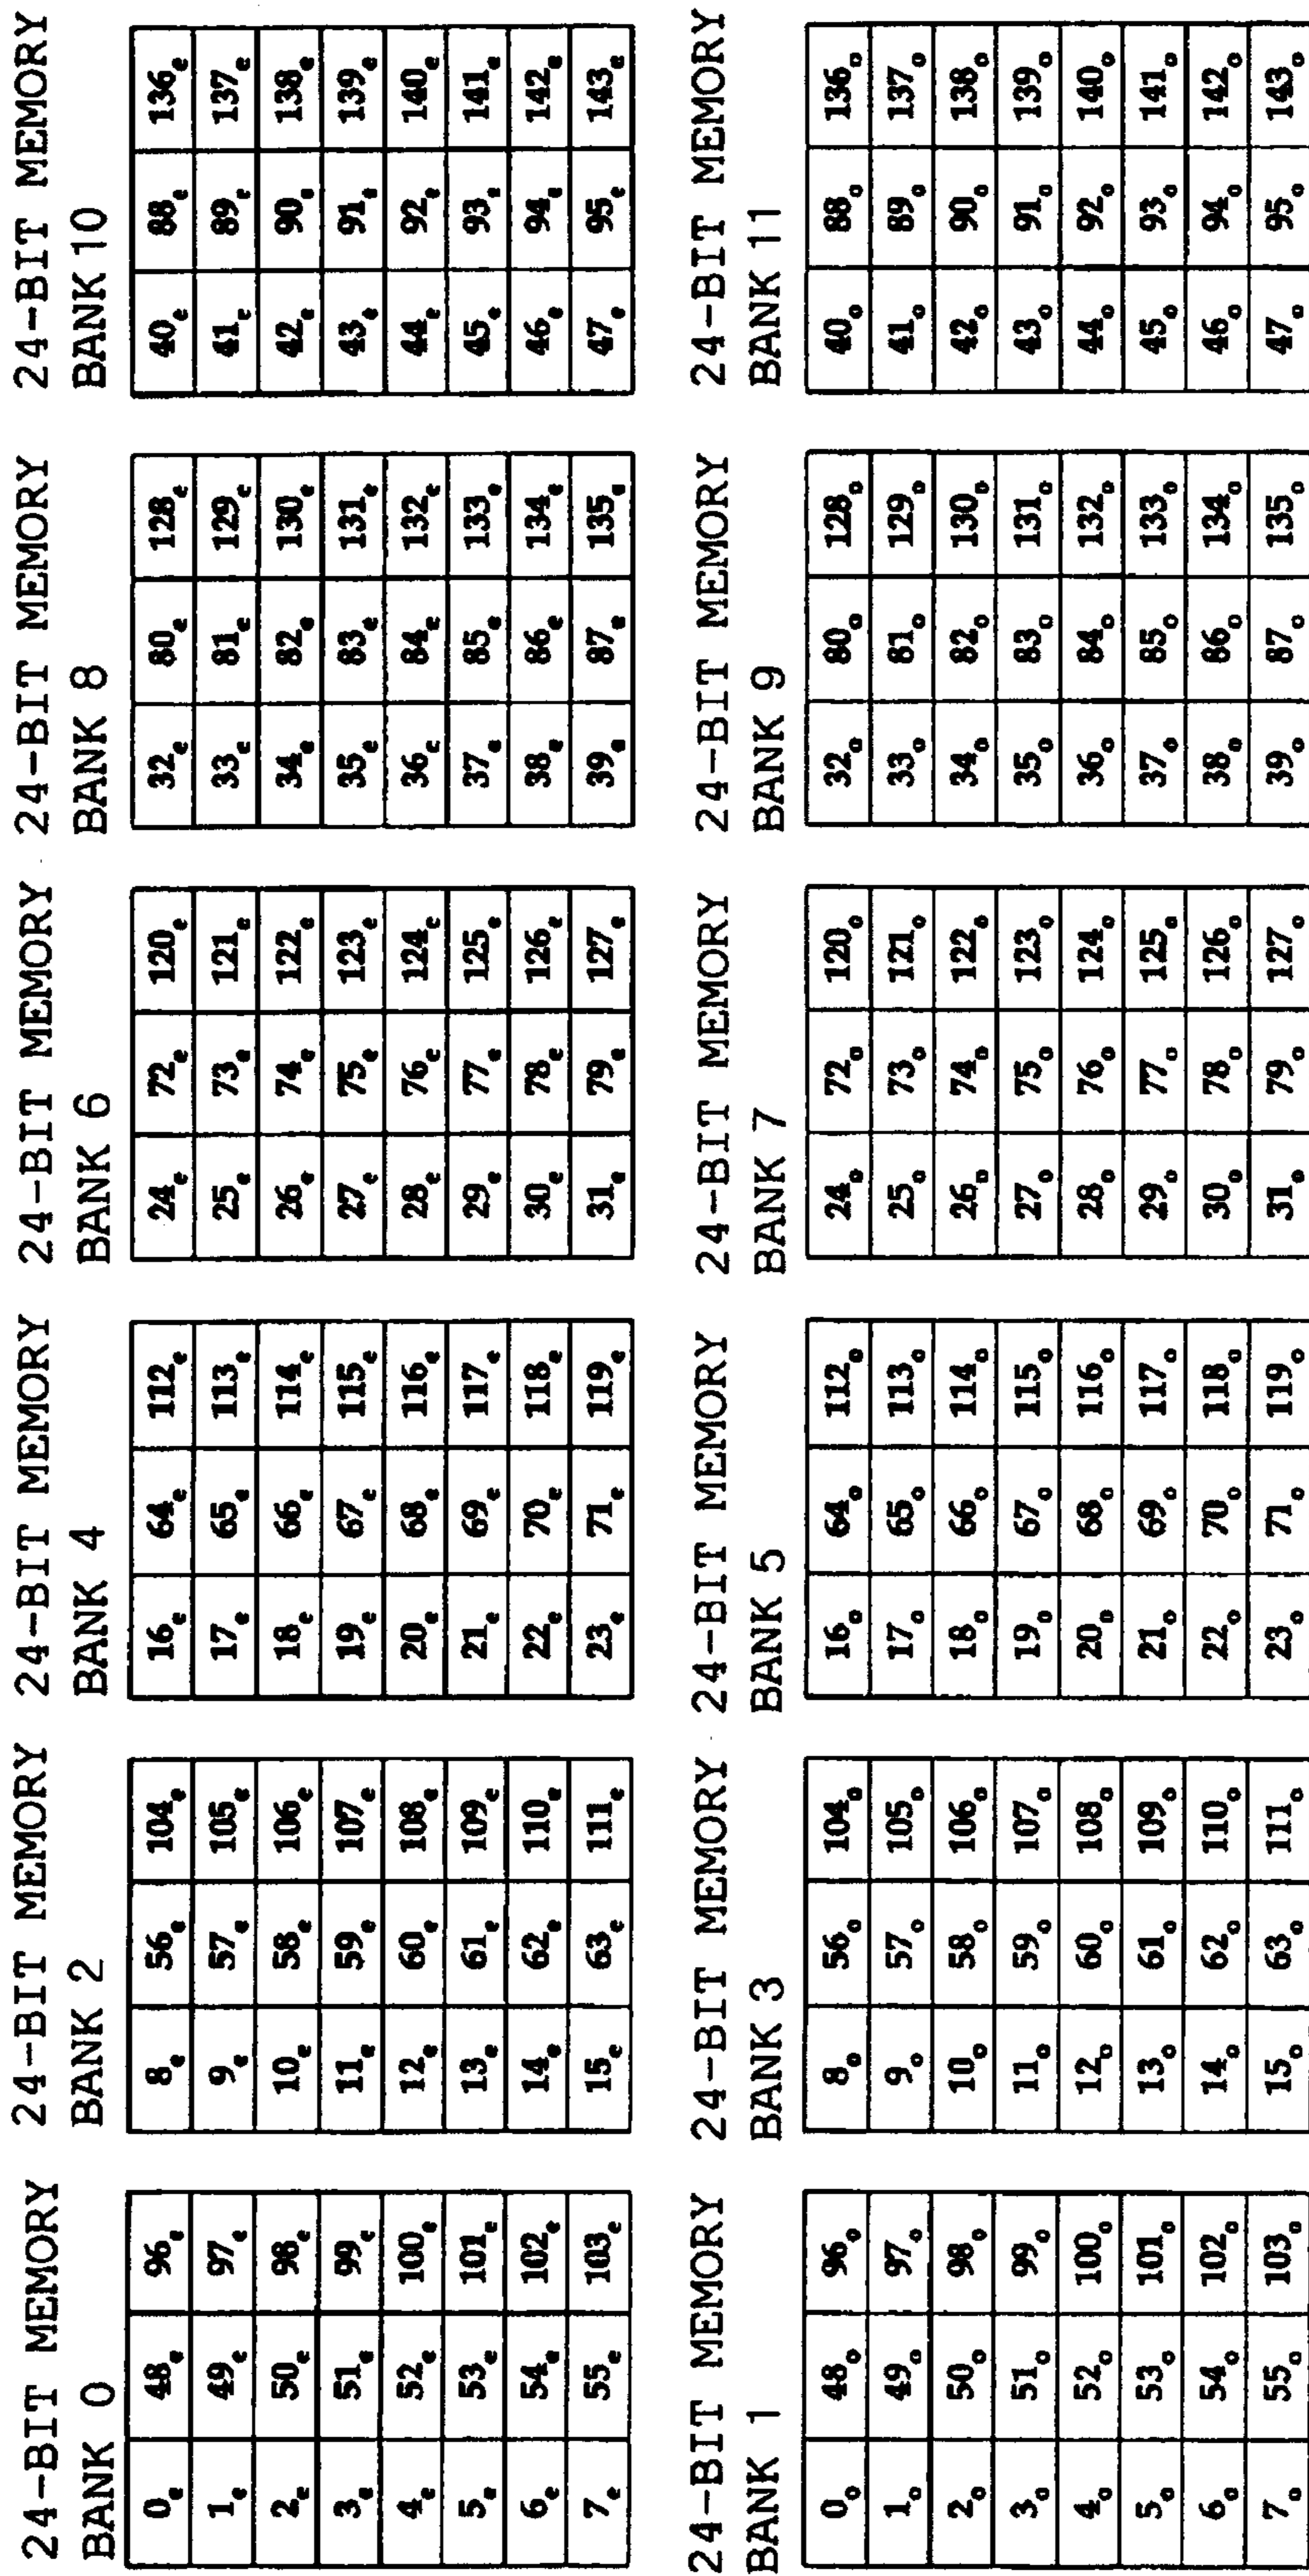 24-BIT MEMORY 24-BIT MEMORY 24-BIT MEMORY 24-BIT MEMORY 24-BIT MEMORY 24-BIT MEMORY
BANK 0 BANK 2 BANK 4 BANK 6 BANK 8 BANK 10
0ₑ 48ₑ 96ₑ 8ₑ 56ₑ 104ₑ 16ₑ 64ₑ 112ₑ 24ₑ 72ₑ 120ₑ 32ₑ 80ₑ 128ₑ 40ₑ 88ₑ 136ₑ
1ₑ 49ₑ 97ₑ 9ₑ 57ₑ 105ₑ 17ₑ 65ₑ 113ₑ 25ₑ 73ₑ 121ₑ 33ₑ 81ₑ 129ₑ 41ₑ 89ₑ 137ₑ
2ₑ 50ₑ 98ₑ 10ₑ 58ₑ 106ₑ 18ₑ 66ₑ 114ₑ 26ₑ 74ₑ 122ₑ 34ₑ 82ₑ 130ₑ 42ₑ 90ₑ 138ₑ
3ₑ 51ₑ 99ₑ 11ₑ 59ₑ 107ₑ 19ₑ 67ₑ 115ₑ 27ₑ 75ₑ 123ₑ 35ₑ 83ₑ 131ₑ 43ₑ 91ₑ 139ₑ
4ₑ 52ₑ 100ₑ 12ₑ 60ₑ 108ₑ 20ₑ 68ₑ 116ₑ 28ₑ 76ₑ 124ₑ 36ₑ 84ₑ 132ₑ 44ₑ 92ₑ 140ₑ
5ₑ 53ₑ 101ₑ 13ₑ 61ₑ 109ₑ 21ₑ 69ₑ 117ₑ 29ₑ 77ₑ 125ₑ 37ₑ 85ₑ 133ₑ 45ₑ 93ₑ 141ₑ
6ₑ 54ₑ 102ₑ 14ₑ 62ₑ 110ₑ 22ₑ 70ₑ 118ₑ 30ₑ 78ₑ 126ₑ 38ₑ 86ₑ 134ₑ 46ₑ 94ₑ 142ₑ
7ₑ 55ₑ 103ₑ 15ₑ 63ₑ 111ₑ 23ₑ 71ₑ 119ₑ 31ₑ 79ₑ 127ₑ 39ₑ 87ₑ 135ₑ 47ₑ 95ₑ 143ₑ
24-BIT MEMORY 24-BIT MEMORY 24-BIT MEMORY 24-BIT MEMORY 24-BIT MEMORY 24-BIT MEMORY
BANK 1 BANK 3 BANK 5 BANK 7 BANK 9 BANK 11
0ₒ 48ₒ 96ₒ 8ₒ 56ₒ 104ₒ 16ₒ 64ₒ 112ₒ 24ₒ 72ₒ 120ₒ 32ₒ 80ₒ 128ₒ 40ₒ 88ₒ 136ₒ
1ₒ 49ₒ 97ₒ 9ₒ 57ₒ 105ₒ 17ₒ 65ₒ 113ₒ 25ₒ 73ₒ 121ₒ 33ₒ 81ₒ 129ₒ 41ₒ 89ₒ 137ₒ
2ₒ 50ₒ 98ₒ 10ₒ 58ₒ 106ₒ 18ₒ 66ₒ 114ₒ 26ₒ 74ₒ 122ₒ 34ₒ 82ₒ 130ₒ 42ₒ 90ₒ 138ₒ
3ₒ 51ₒ 99ₒ 11ₒ 59ₒ 107ₒ 19ₒ 67ₒ 115ₒ 27ₒ 75ₒ 123ₒ 35ₒ 83ₒ 131ₒ 43ₒ 91ₒ 139ₒ
4ₒ 52ₒ 100ₒ 12ₒ 60ₒ 108ₒ 20ₒ 68ₒ 116ₒ 28ₒ 76ₒ 124ₒ 36ₒ 84ₒ 132ₒ 44ₒ 92ₒ 140ₒ
5ₒ 53ₒ 101ₒ 13ₒ 61ₒ 109ₒ 21ₒ 69ₒ 117ₒ 29ₒ 77ₒ 125ₒ 37ₒ 85ₒ 133ₒ 45ₒ 93ₒ 141ₒ
6ₒ 54ₒ 102ₒ 14ₒ 62ₒ 110ₒ 22ₒ 70ₒ 118ₒ 30ₒ 78ₒ 126ₒ 38ₒ 86ₒ 134ₒ 46ₒ 94ₒ 142ₒ
7ₒ 55ₒ 103ₒ 15ₒ 63ₒ 111ₒ 23ₒ 71ₒ 119ₒ 31ₒ 79ₒ 127ₒ 39ₒ 87ₒ 135ₒ 47ₒ 95ₒ 143ₒ